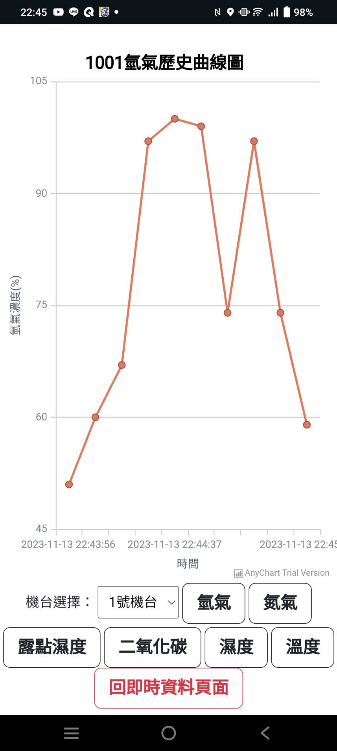 22:45
98%
1001氫氣歷史曲線圖
105
90
75
60
45
氫氣濃度(%)
2023-11-13 22:43:56
2023-11-13 22:44:37
2023-11-13 22:45
時間
AnyChart Trial Version
機台選擇：
1號機台
氫氣
氮氣
露點濕度
二氧化碳
濕度
溫度
回即時資料頁面